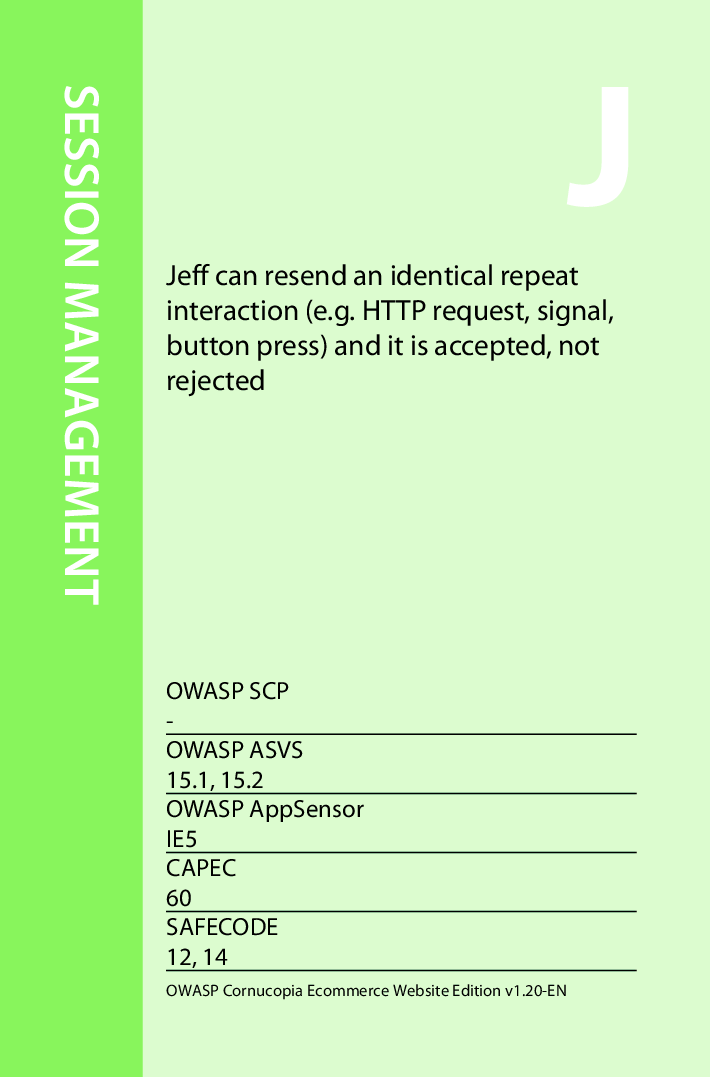 SESSION MANAGEMENT
J
Jeff can resend an identical repeat
interaction (e.g. HTTP request, signal,
button press) and it is accepted, not
rejected
OWASP SCP
-
OWASP ASVS
15.1, 15.2
OWASP AppSensor
IE5
CAPEC
60
SAFECODE
12, 14
OWASP Cornucopia Ecommerce Website Edition v1.20-EN